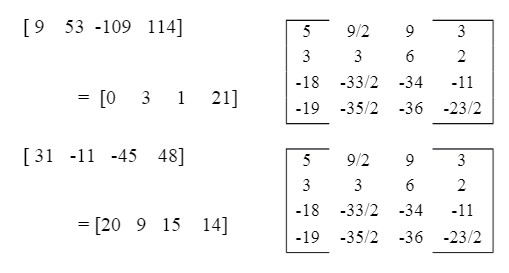 [ 9 53 -109 114]
5 9/2 9 3
3 3 6 2
-18 -33/2 -34 -11
-19 -35/2 -36 -23/2
= [0 3 1 21]
[ 31 -11 -45 48]
5 9/2 9 3
3 3 6 2
-18 -33/2 -34 -11
-19 -35/2 -36 -23/2
= [20 9 15 14]